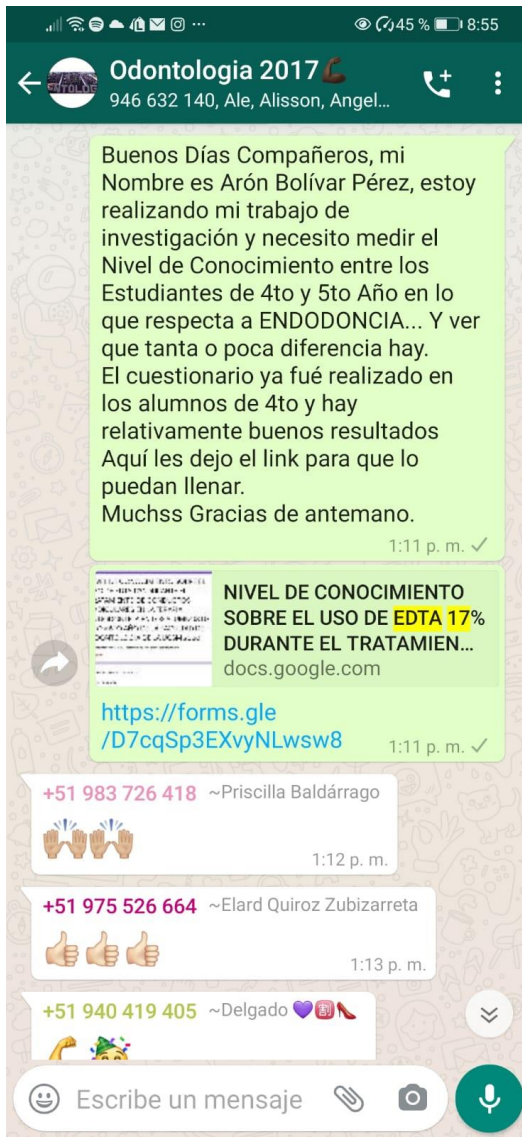 45 % 8:55
Odontologia 2017
946 632 140, Ale, Alisson, Angel...
Buenos Días Compañeros, mi
Nombre es Arón Bolívar Pérez, estoy
realizando mi trabajo de
investigación y necesito medir el
Nivel de Conocimiento entre los
Estudiantes de 4to y 5to Año en lo
que respecta a ENDODONCIA... Y ver
que tanta o poca diferencia hay.
El cuestionario ya fué realizado en
los alumnos de 4to y hay
relativamente buenos resultados
Aquí les dejo el link para que lo
puedan llenar.
Muchss Gracias de antemano.
1:11 p. m.
NIVEL DE CONOCIMIENTO
SOBRE EL USO DE EDTA 17%
DURANTE EL TRATAMIEN...
docs.google.com
https://forms.gle
/D7cqSp3EXvyNLwsw8
1:11 p. m.
+51 983 726 418 ~Priscilla Baldárrago
1:12 p. m.
+51 975 526 664 ~Elard Quiroz Zubizarreta
1:13 p. m.
+51 940 419 405 ~Delgado
Escribe un mensaje